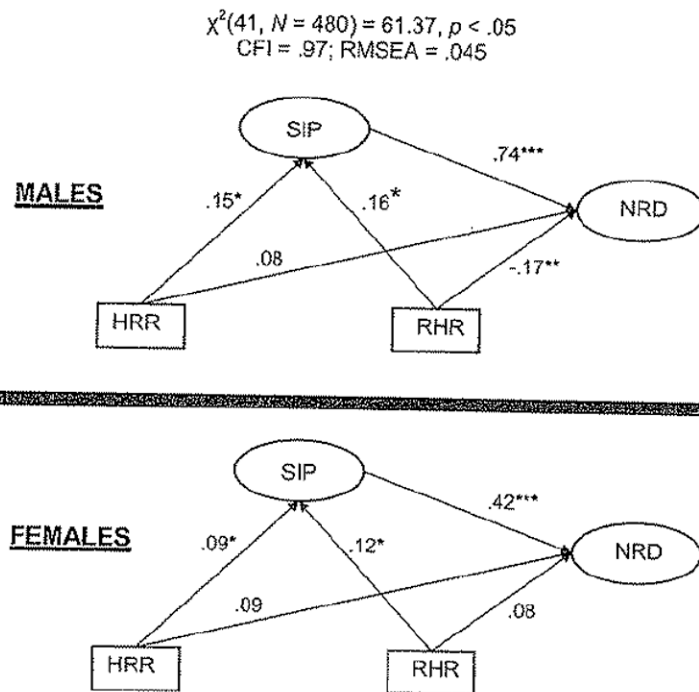 χ²(41, N = 480) = 61.37, p < .05
CFI = .97; RMSEA = .045
SIP
.74***
MALES
.15*
.16*
NRD
.08
-.17**
HRR
RHR
SIP
.42***
FEMALES
.09*
.12*
NRD
.09
.08
HRR
RHR